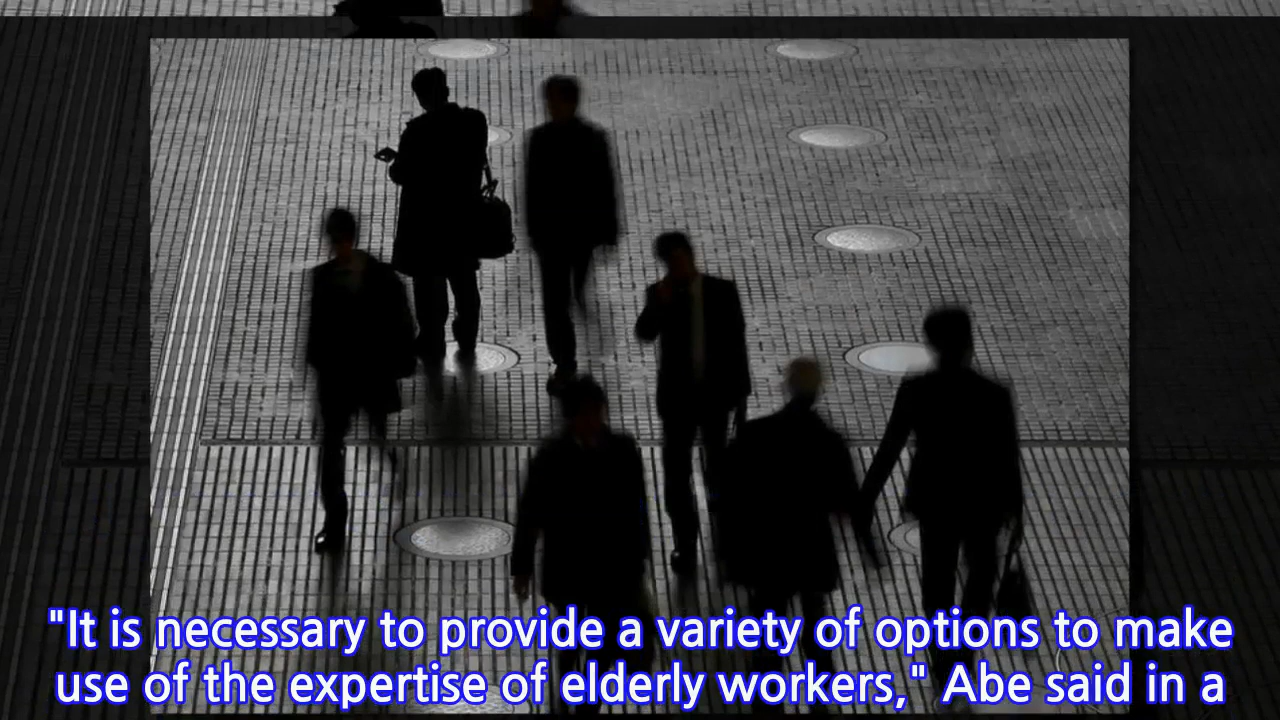 "It is necessary to provide a variety of options to make
use of the expertise of elderly workers," Abe said in a